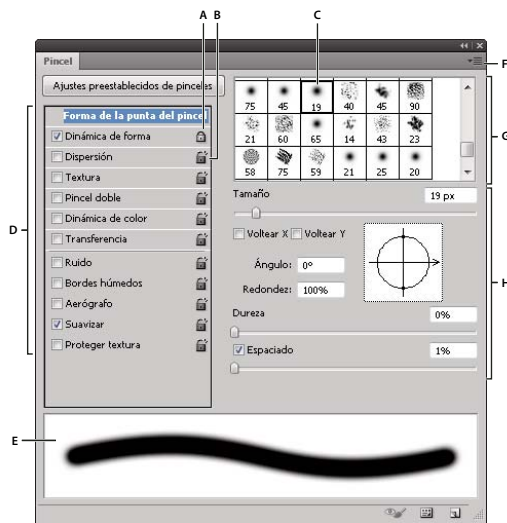 A B C
Pincel
F
Ajustes preestablecidos de pinceles
75 45 19 40 45 90
G
21 60 65 14 43 23
58 75 59 21 25 20
D
Forma de la punta del pincel
Dinámica de forma
Dispersión
Textura
Pincel doble
Dinámica de color
Transferencia
Ruido
Bordes húmedos
Aerógrafo
Suavizar
Proteger textura
Tamaño 19 px
Voltear X Voltear Y
Ángulo: 0°
Redondez: 100%
H
Dureza 0%
Espaciado 1%
E